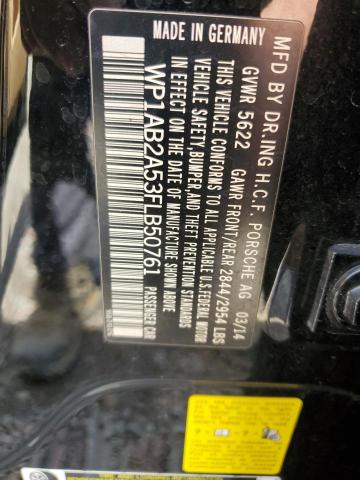 MFD BY DR.ING H.C.F. PORSCHE AG 03/14
GVWR 5622 GAWR FRONT/REAR 2844/2954 LBS
THIS VEHICLE CONFORMS TO ALL APPLICABLE U.S.FEDERAL MOTOR
VEHICLE SAFETY, BUMPER, AND THEFT PREVENTION STANDARDS
IN EFFECT ON THE DATE OF MANUFACTURE SHOWN ABOVE
WP1AB2A53FLB50761 PASSENGER CAR
MADE IN GERMANY